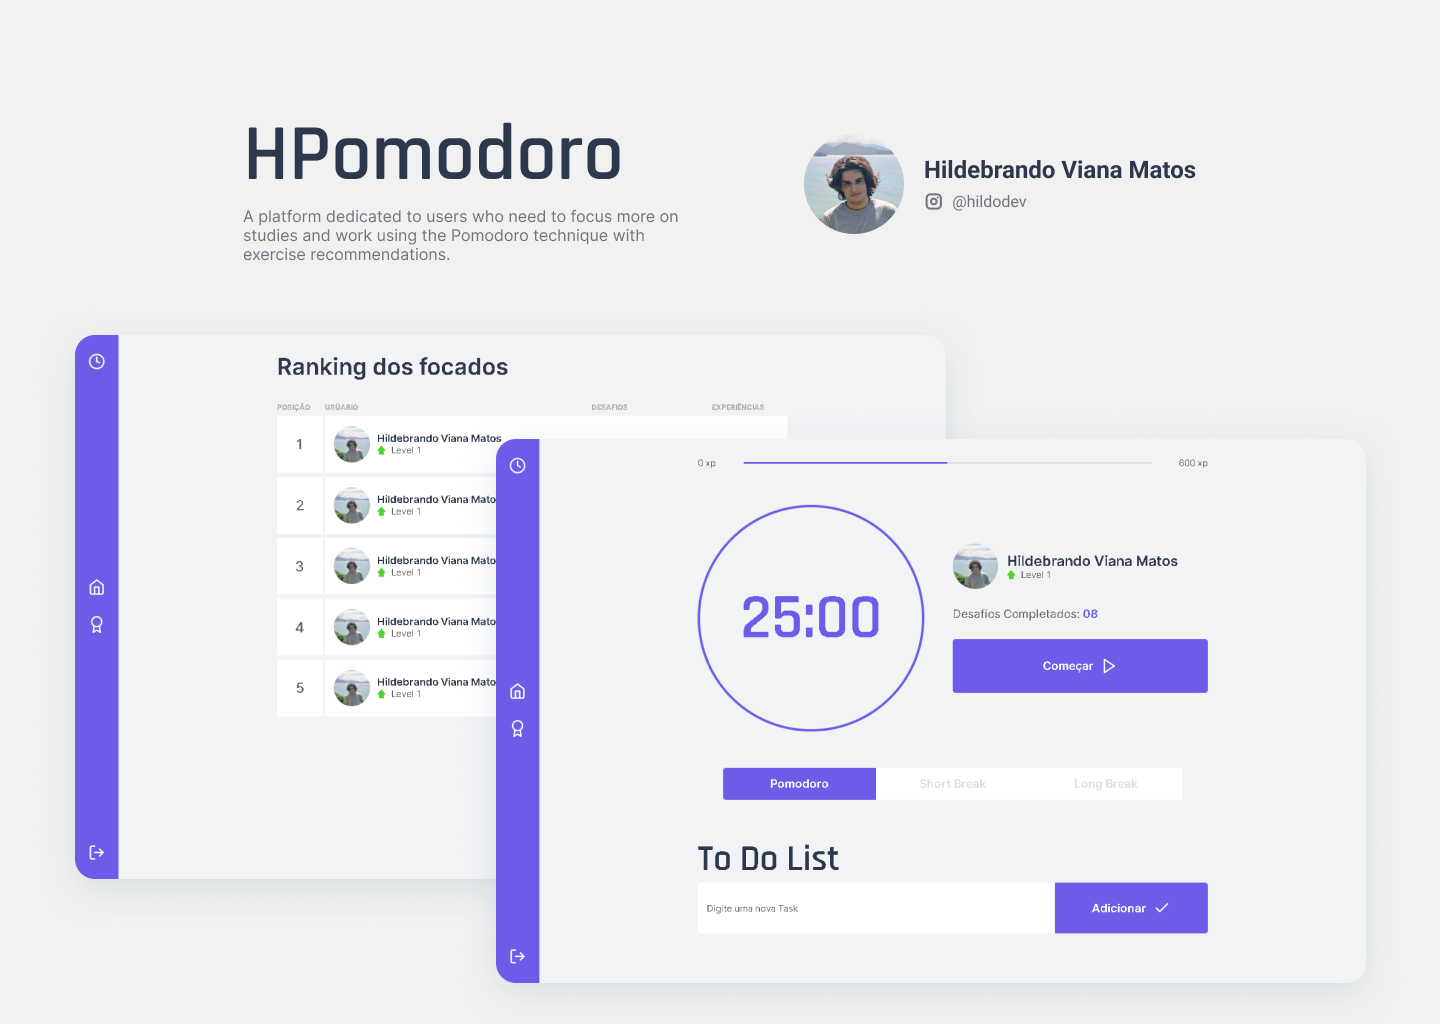 HPomodoro
A platform dedicated to users who need to focus more on
studies and work using the Pomodoro technique with
exercise recommendations.
Hildebrando Viana Matos
@hildodev
Ranking dos focados
POSIÇÃO USÚARIO DESAFIOS EXPERIÊNCIAS
1 Hildebrando Viana Matos
Level 1
2 Hildebrando Viana Mato
Level 1
3 Hildebrando Viana Mato
Level 1
4 Hildebrando Viana Mato
Level 1
5 Hildebrando Viana Mato
Level 1
0 xp 600 xp
25:00
Hildebrando Viana Matos
Level 1
Desafios Completados: 08
Começar
Pomodoro Short Break Long Break
To Do List
Digite uma nova Task
Adicionar